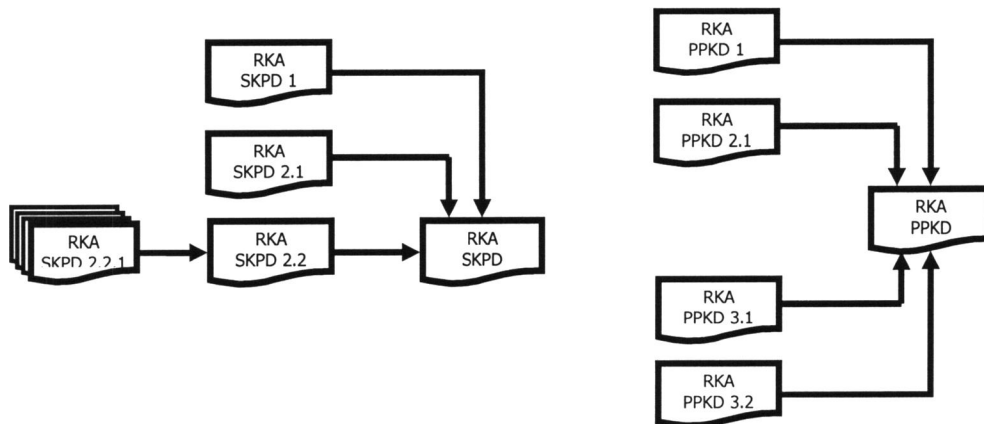 RKA
SKPD 1
RKA
SKPD 2.1
RKA
SKPD 2.2.1
RKA
SKPD 2.2
RKA
SKPD
RKA
PPKD 1
RKA
PPKD 2.1
RKA
PPKD
RKA
PPKD 3.1
RKA
PPKD 3.2